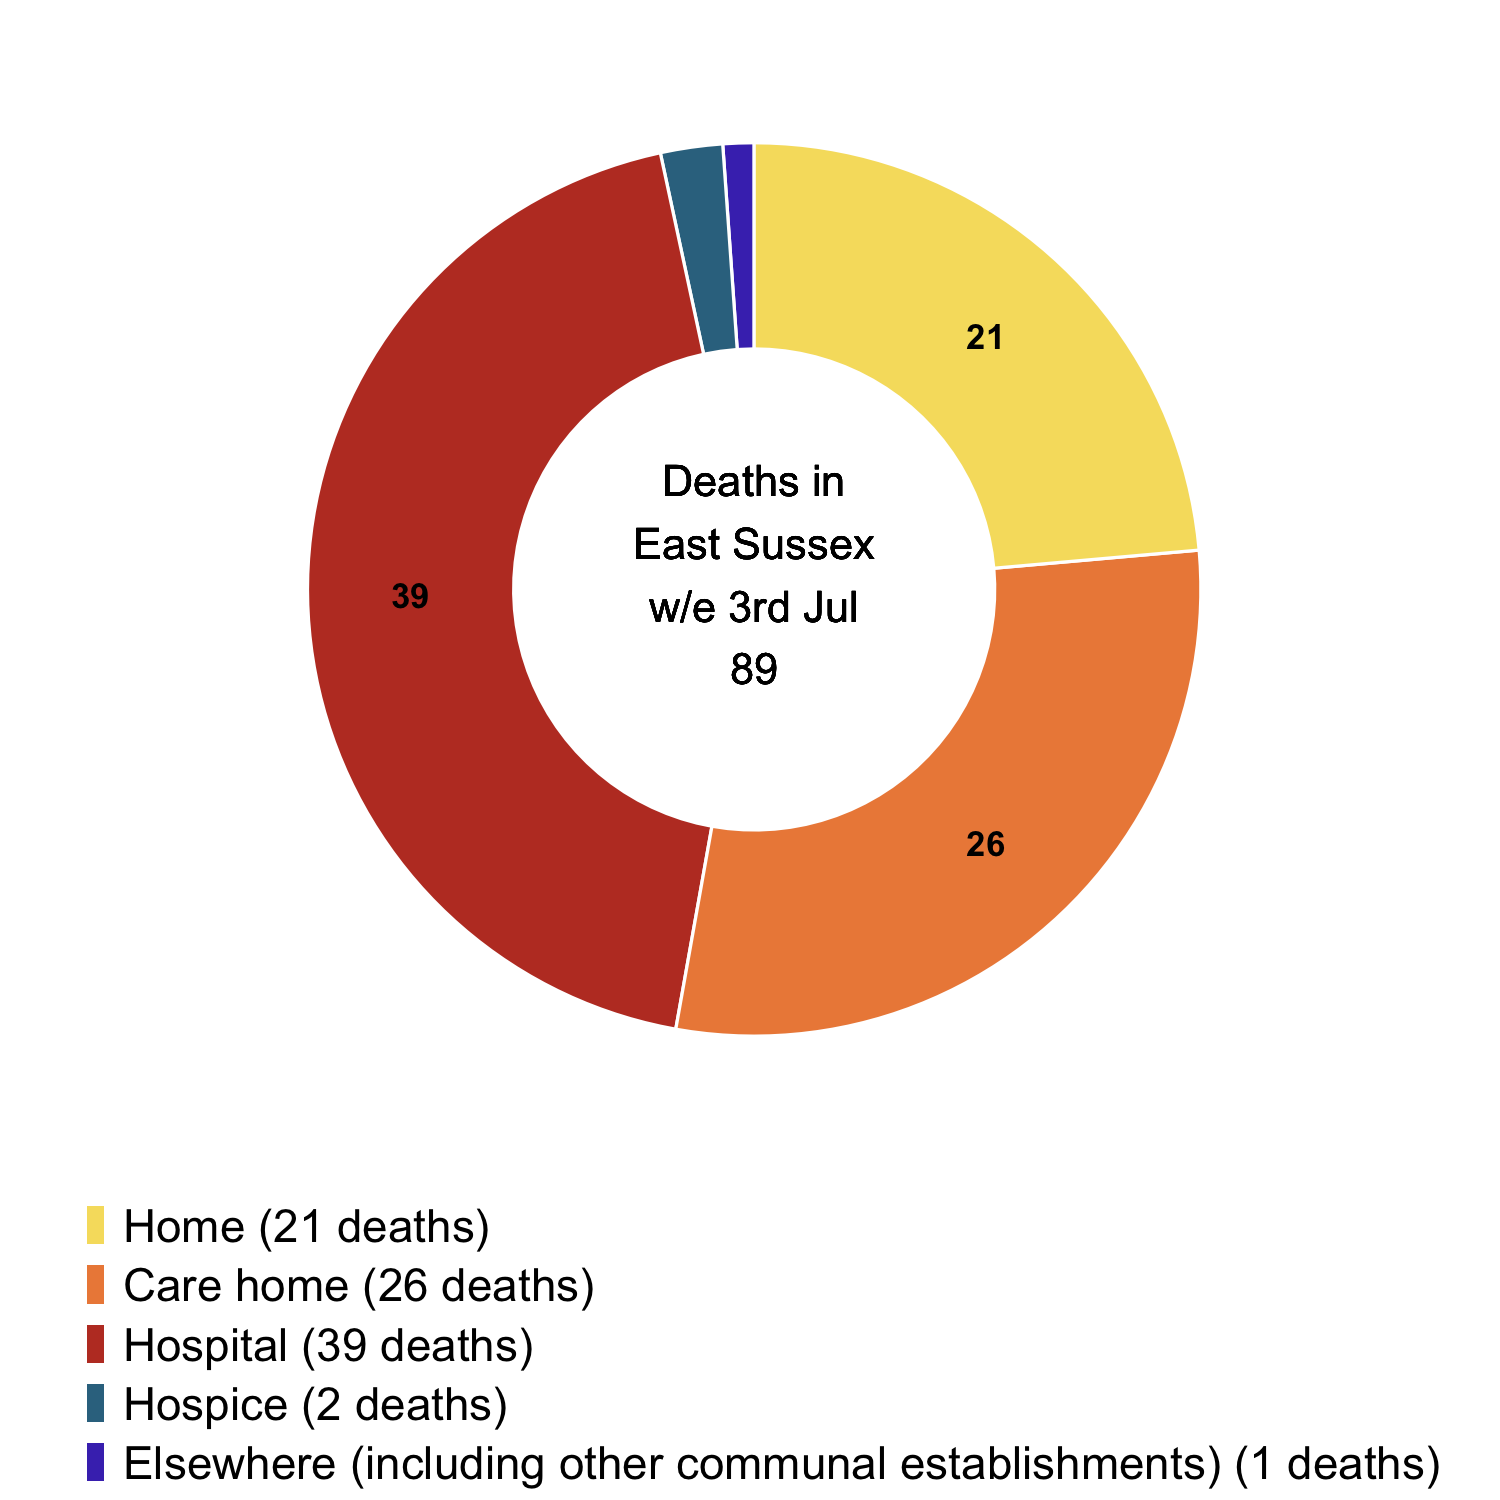 21
39
26
Deaths in
East Sussex
w/e 3rd Jul
89
Home (21 deaths)
Care home (26 deaths)
Hospital (39 deaths)
Hospice (2 deaths)
Elsewhere (including other communal establishments) (1 deaths)